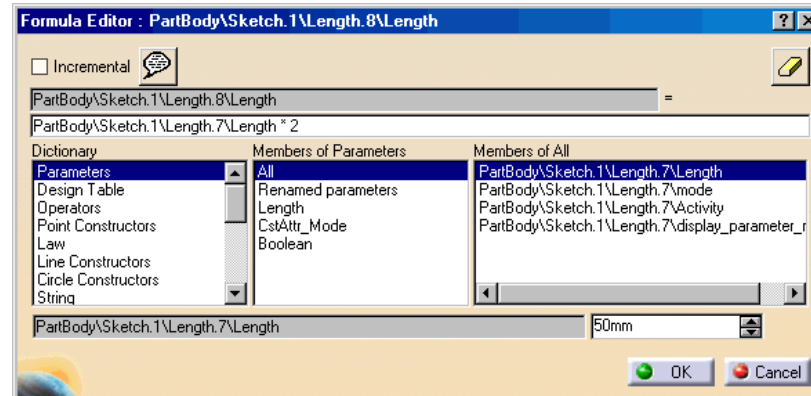 Formula Editor : PartBody\Sketch.1\Length.8\Length
Incremental
PartBody\Sketch.1\Length.8\Length =
PartBody\Sketch.1\Length.7\Length * 2
Dictionary Members of Parameters Members of All
Parameters All PartBody\Sketch.1\Length.7\Length
Design Table Renamed parameters PartBody\Sketch.1\Length.7\mode
Operators Length PartBody\Sketch.1\Length.7\Activity
Point Constructors CstAttr_Mode PartBody\Sketch.1\Length.7\display_parameter_r
Law Boolean
Line Constructors
Circle Constructors
String
PartBody\Sketch.1\Length.7\Length 50mm
OK Cancel